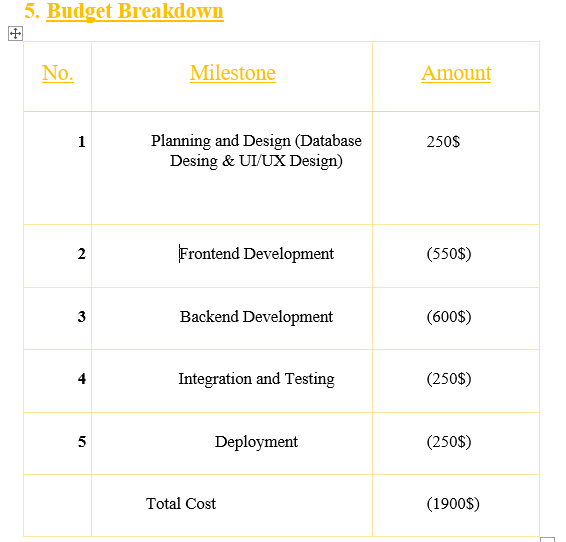 5. Budget Breakdown
No. Milestone Amount
1 Planning and Design (Database 250$
Desing & UI/UX Design)
2 Frontend Development (550$)
3 Backend Development (600$)
4 Integration and Testing (250$)
5 Deployment (250$)
Total Cost (1900$)